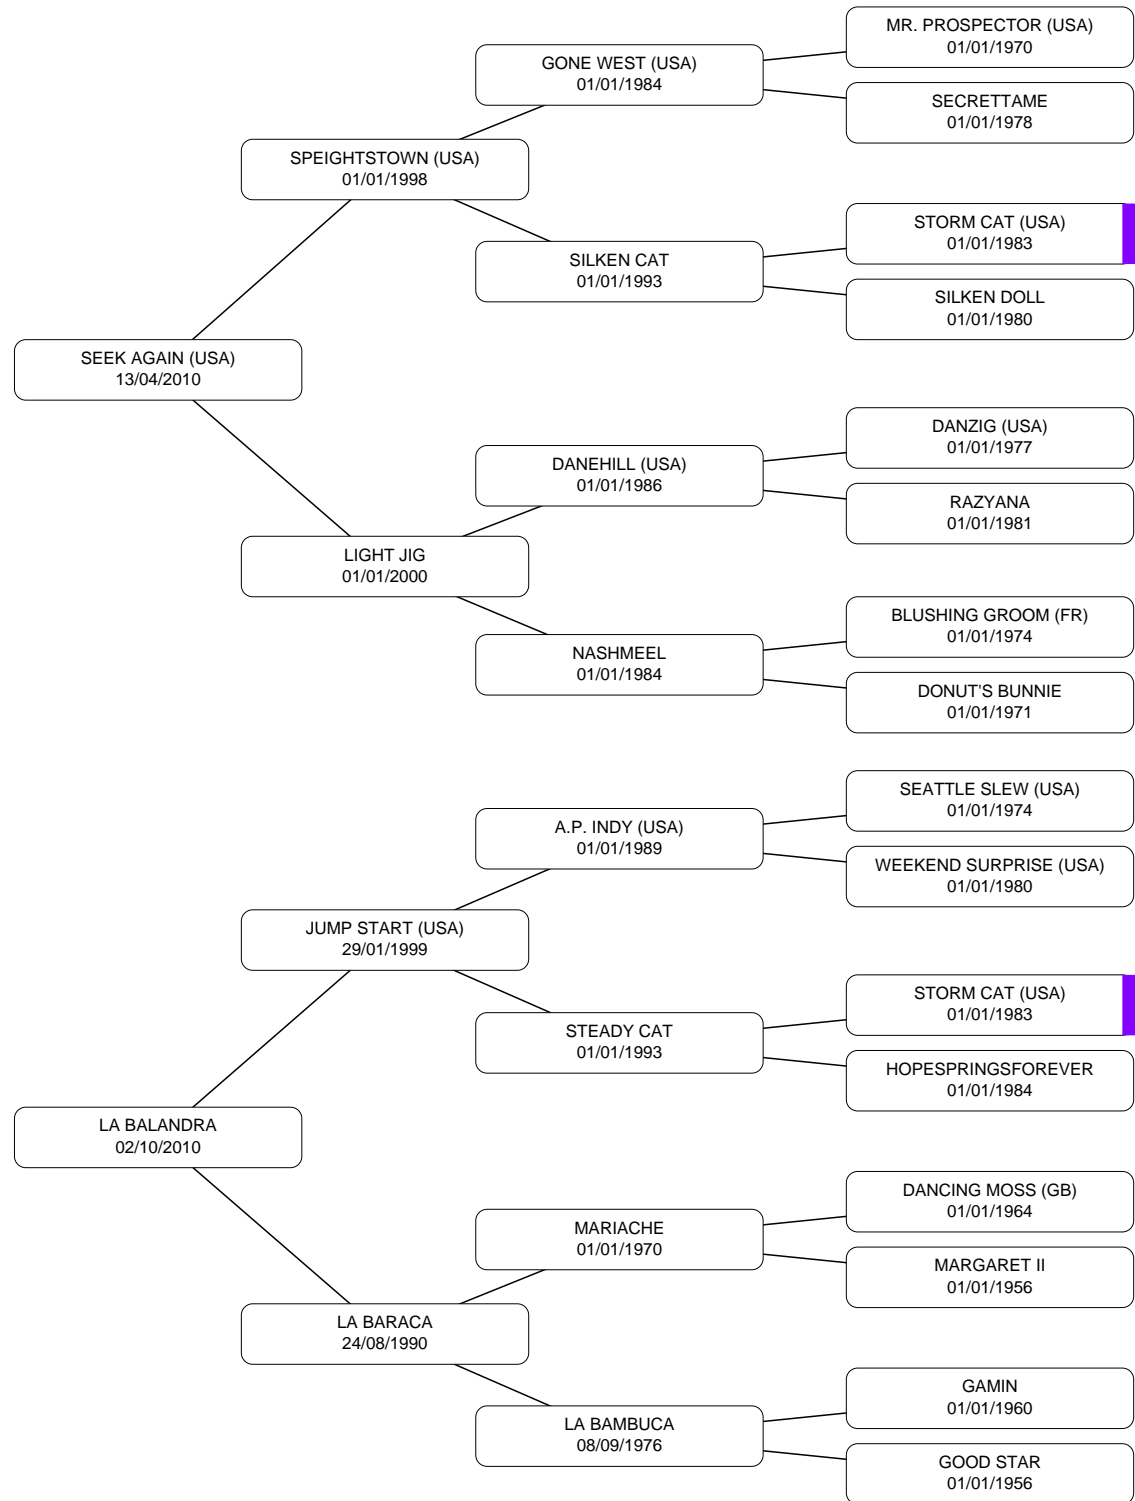 MR. PROSPECTOR (USA)
01/01/1970
GONE WEST (USA)
01/01/1984
SECRETTAME
01/01/1978
SPEIGHTSTOWN (USA)
01/01/1998
STORM CAT (USA)
01/01/1983
SILKEN CAT
01/01/1993
SILKEN DOLL
01/01/1980
SEEK AGAIN (USA)
13/04/2010
DANZIG (USA)
01/01/1977
DANEHILL (USA)
01/01/1986
RAZYANA
01/01/1981
LIGHT JIG
01/01/2000
BLUSHING GROOM (FR)
01/01/1974
NASHMEEL
01/01/1984
DONUT'S BUNNIE
01/01/1971
SEATTLE SLEW (USA)
01/01/1974
A.P. INDY (USA)
01/01/1989
WEEKEND SURPRISE (USA)
01/01/1980
JUMP START (USA)
29/01/1999
STORM CAT (USA)
01/01/1983
STEADY CAT
01/01/1993
HOPESPRINGSFOREVER
01/01/1984
LA BALANDRA
02/10/2010
DANCING MOSS (GB)
01/01/1964
MARIACHE
01/01/1970
MARGARET II
01/01/1956
LA BARACA
24/08/1990
GAMIN
01/01/1960
LA BAMBUCA
08/09/1976
GOOD STAR
01/01/1956